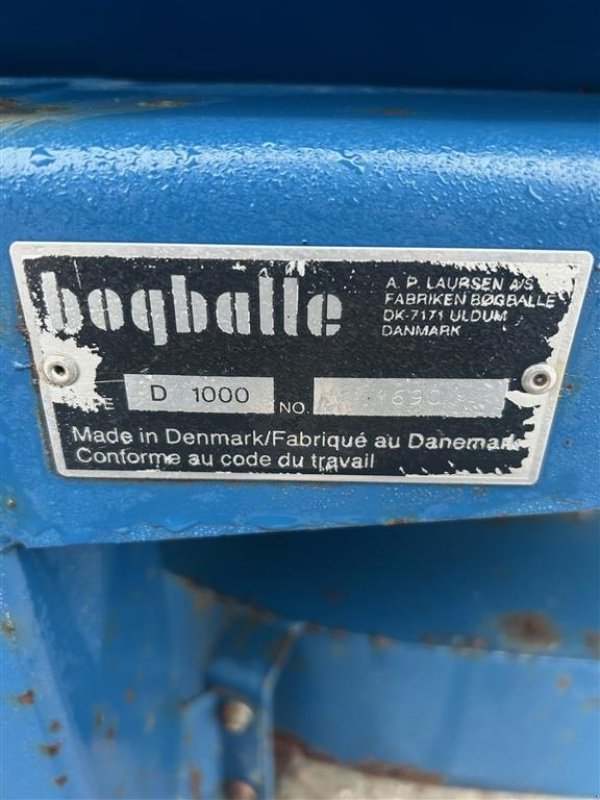 bøgballe
A. P. LAURSEN A/S
FABRIKEN BØGBALLE
DK-7171 ULDUM
DANMARK
D 1000 NO.
Made in Denmark/Fabriqué au Danemark
Conforme au code du travail